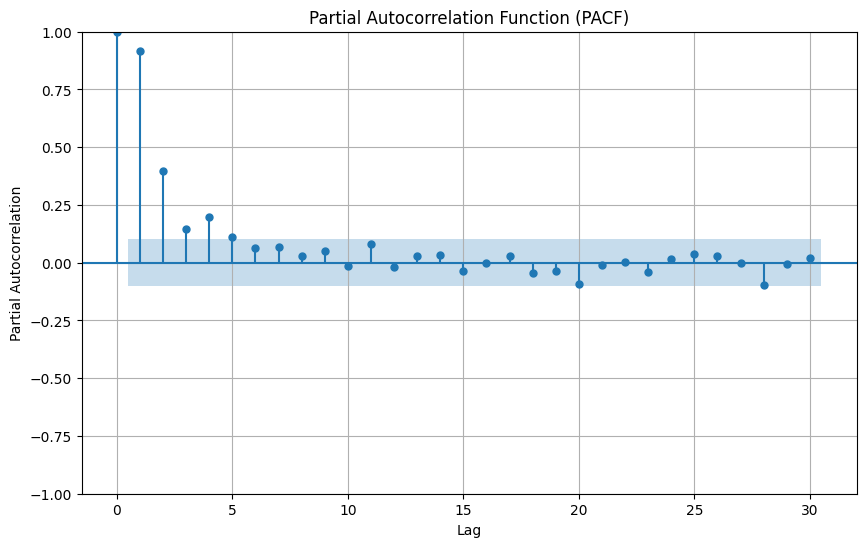 Partial Autocorrelation Function (PACF)
1.00
0.75
0.50
0.25
0.00
−0.25
−0.50
−0.75
−1.00
Partial Autocorrelation
0 5 10 15 20 25 30
Lag